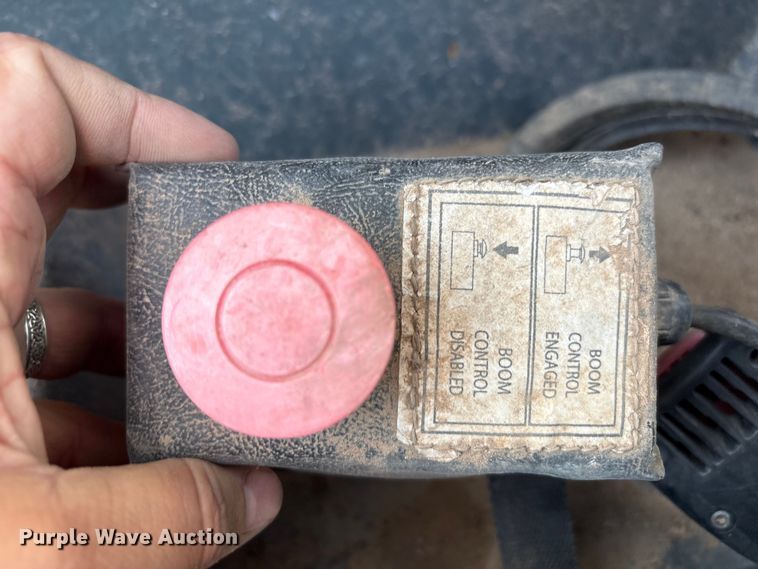 BOOM
CONTROL
ENGAGED
BOOM
CONTROL
DISABLED
Purple Wave Auction